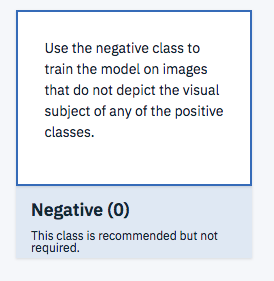 Use the negative class to
train the model on images
that do not depict the visual
subject of any of the positive
classes.
Negative (0)
This class is recommended but not
required.